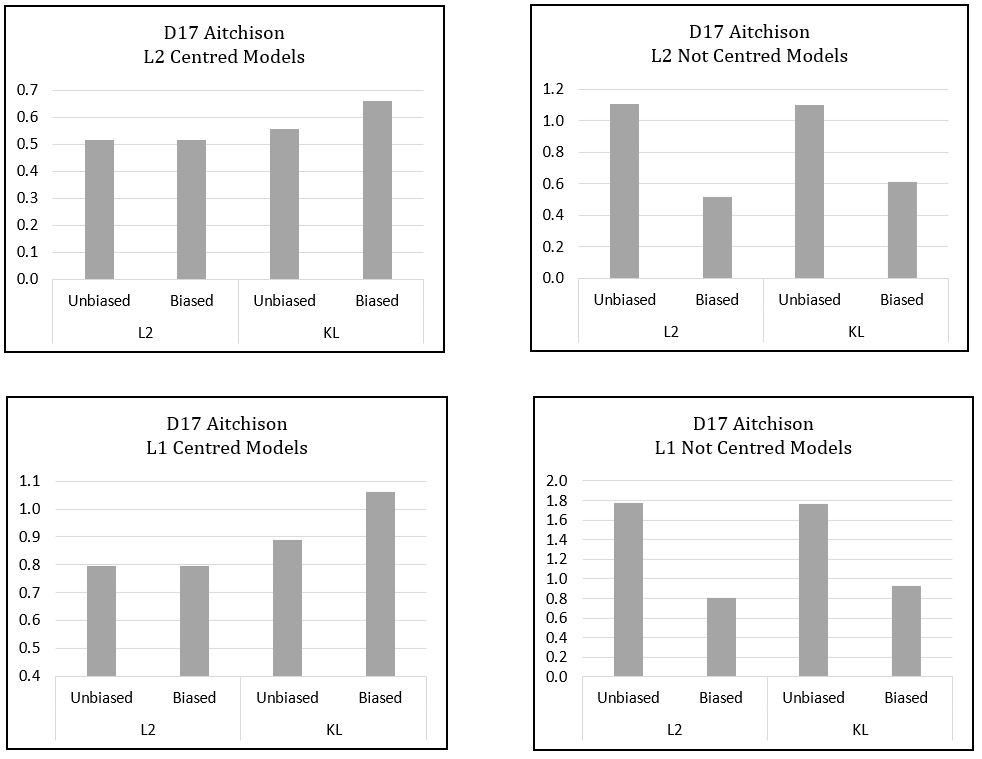 D17 Aitchison
L2 Centred Models
0.7
0.6
0.5
0.4
0.3
0.2
0.1
0.0
Unbiased Biased Unbiased Biased
L2 KL
D17 Aitchison
L2 Not Centred Models
1.2
1.0
0.8
0.6
0.4
0.2
0.0
Unbiased Biased Unbiased Biased
L2 KL
D17 Aitchison
L1 Centred Models
1.1
1.0
0.9
0.8
0.7
0.6
0.5
0.4
Unbiased Biased Unbiased Biased
L2 KL
D17 Aitchison
L1 Not Centred Models
2.0
1.8
1.6
1.4
1.2
1.0
0.8
0.6
0.4
0.2
0.0
Unbiased Biased Unbiased Biased
L2 KL